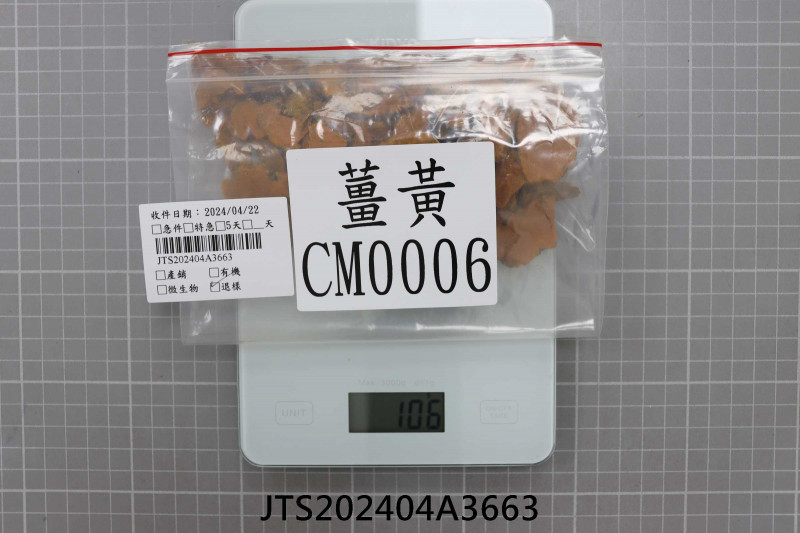 薑黃
CM0006
收件日期：2024/04/22
□急件□特急□5天□__天
JTS202404A3663
□產銷 □有機
□微生物 ☑退樣
UNIT
106
JTS202404A3663